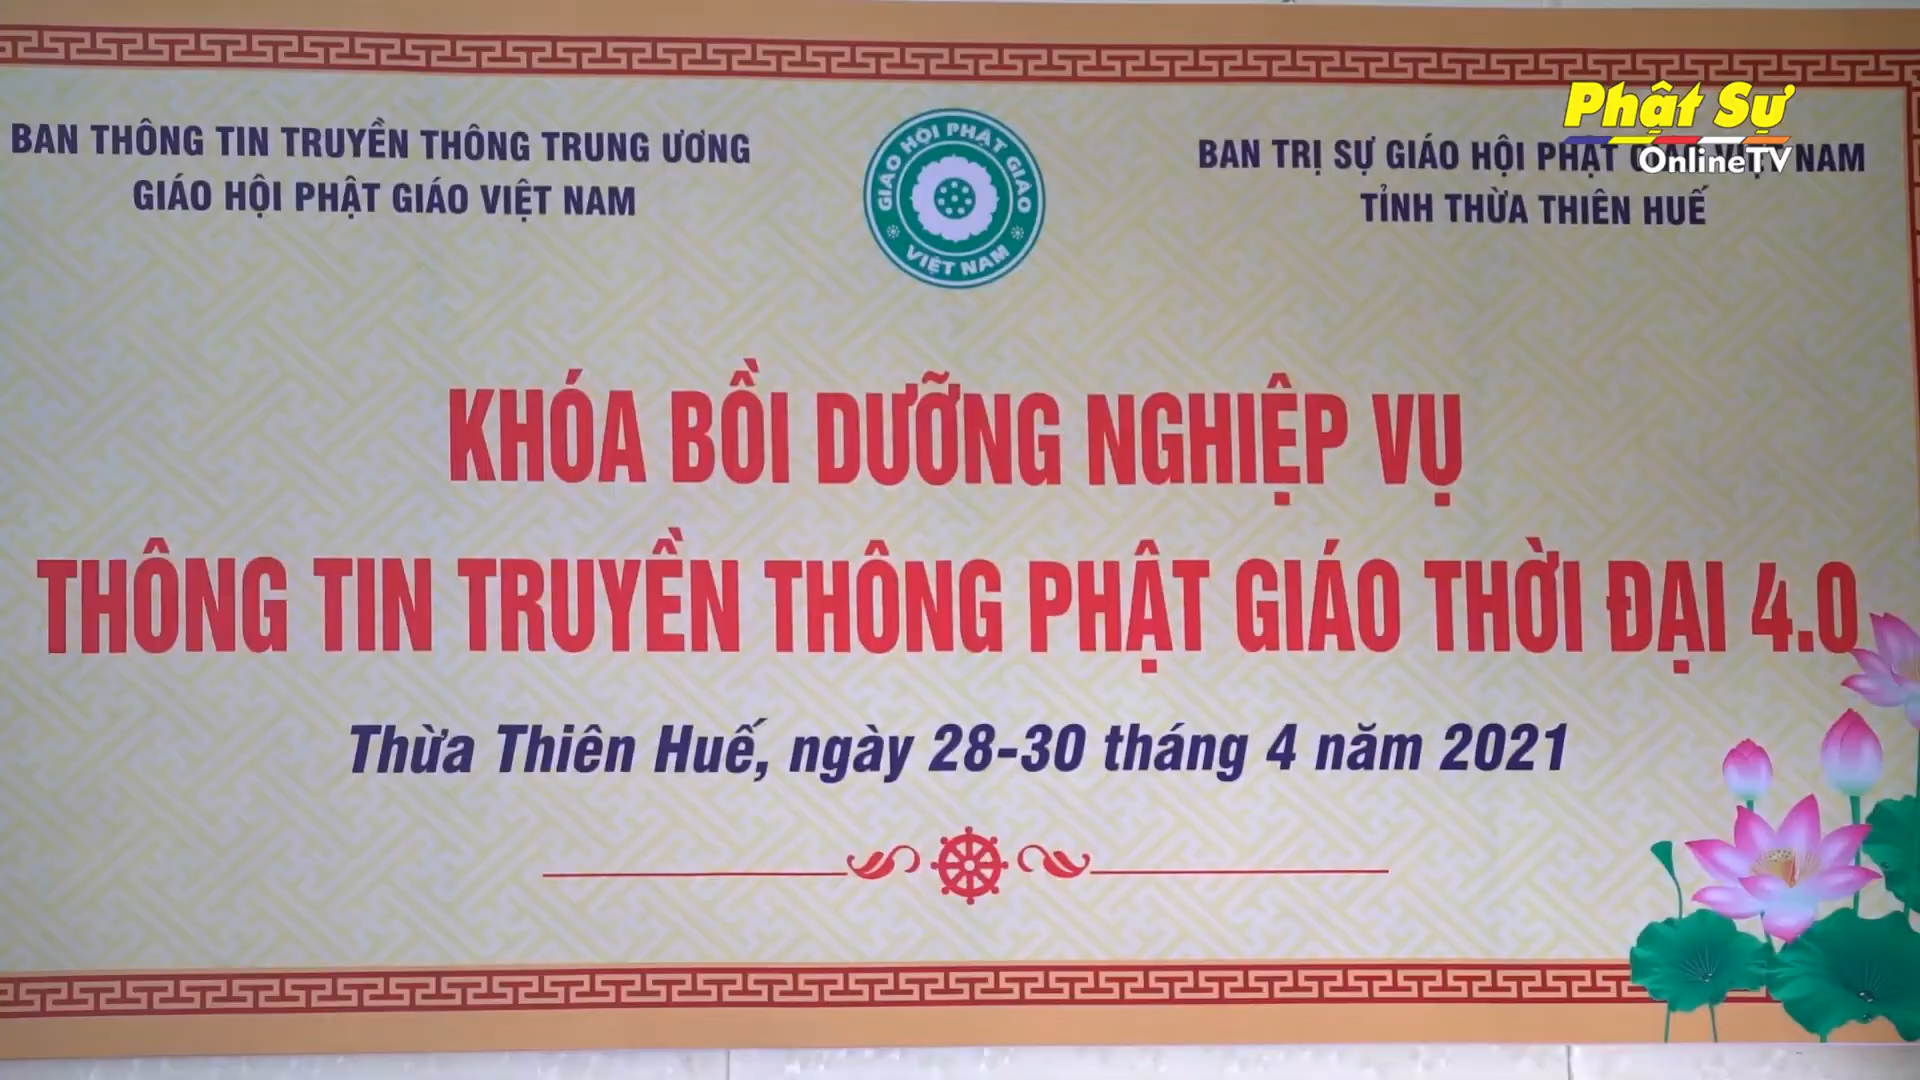 BAN THÔNG TIN TRUYỀN THÔNG TRUNG ƯƠNG
GIÁO HỘI PHẬT GIÁO VIỆT NAM
GIÁO HỘI PHẬT GIÁO
VIỆT NAM
Phật Sự
OnlineTV
BAN TRỊ SỰ GIÁO HỘI PHẬT NAM
TỈNH THỪA THIÊN HUẾ
KHÓA BỒI DƯỠNG NGHIỆP VỤ
THÔNG TIN TRUYỀN THÔNG PHẬT GIÁO THỜI ĐẠI 4.0
Thừa Thiên Huế, ngày 28-30 tháng 4 năm 2021